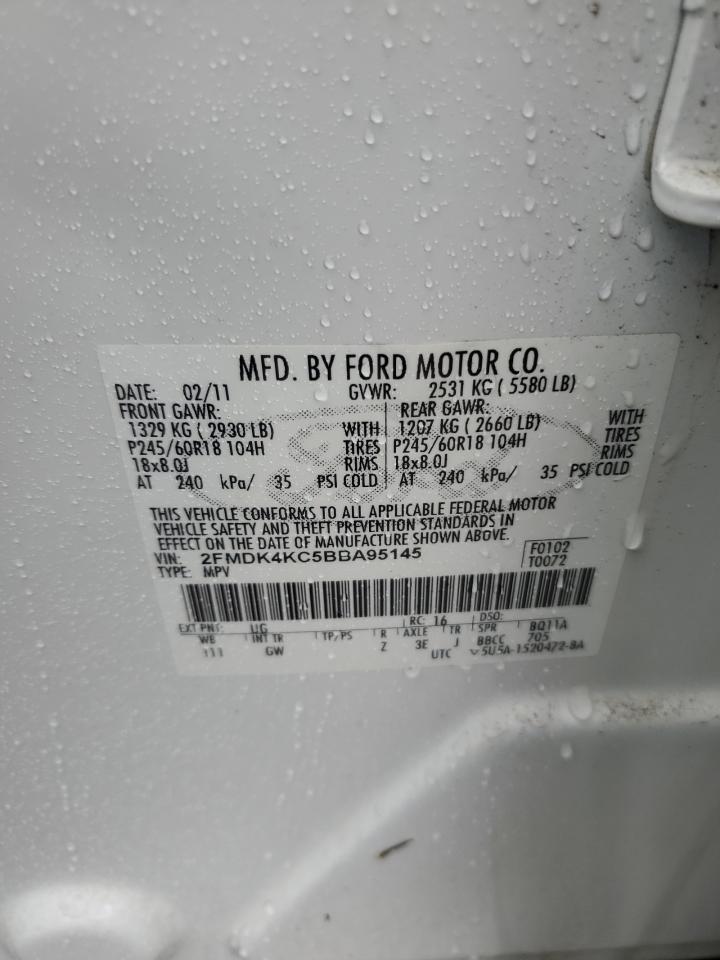 MFD. BY FORD MOTOR CO.
DATE: 02/11 GVWR: 2531 KG ( 5580 LB)
FRONT GAWR: REAR GAWR:
1329 KG ( 2930 LB) WITH 1207 KG ( 2660 LB) WITH
P245/60R18 104H TIRES P245/60R18 104H TIRES
18x8.0J RIMS 18x8.0J RIMS
AT 240 kPa/ 35 PSI COLD AT 240 kPa/ 35 PSI COLD
THIS VEHICLE CONFORMS TO ALL APPLICABLE FEDERAL MOTOR
VEHICLE SAFETY AND THEFT PREVENTION STANDARDS IN
EFFECT ON THE DATE OF MANUFACTURE SHOWN ABOVE.
VIN: 2FMDK4KC5BBA95145 F0102
TYPE: MPV T0072
EXT PNT: UG RC: 16 DSO:
WB INT TR TP/PS R AXLE TR SPR BQ11A
GW Z 3E J BBCC 705
UTC 5U5A-1520472-BA